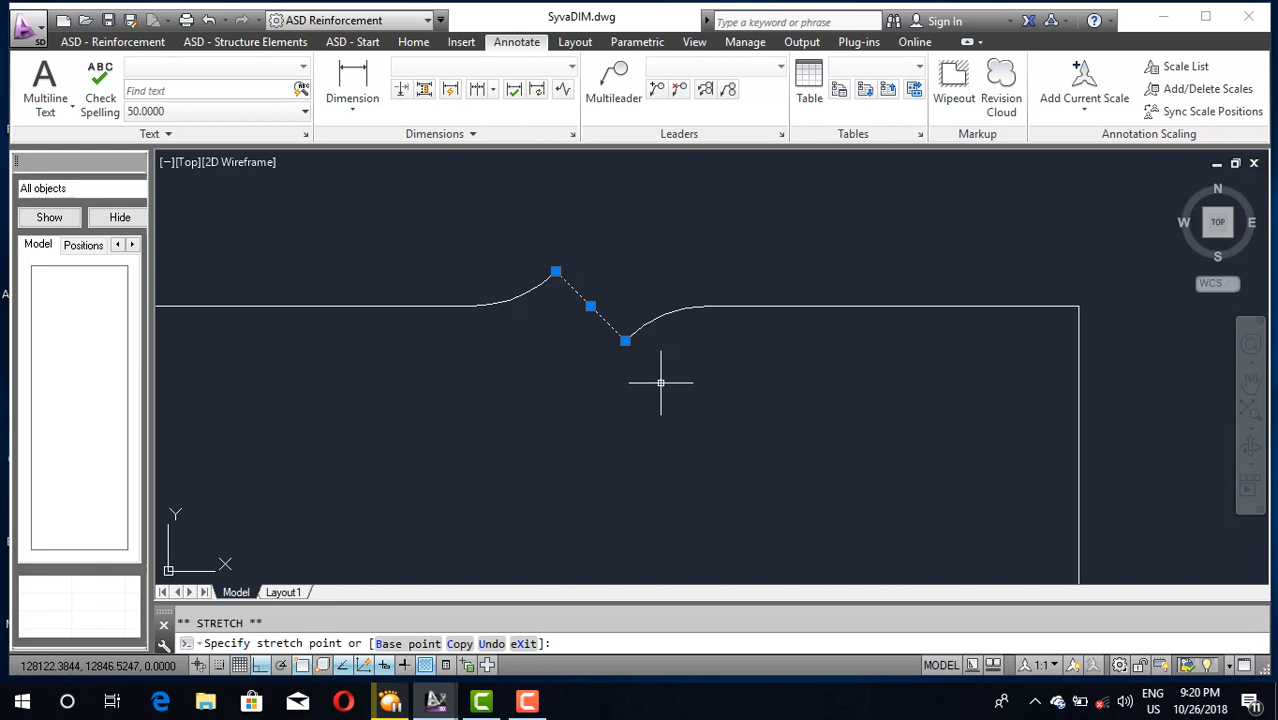 ASD Reinforcement
SyvaDIM.dwg
Type a keyword or phrase
Sign In
SD
ASD - Reinforcement
ASD - Structure Elements
ASD - Start
Home
Insert
Annotate
Layout
Parametric
View
Manage
Output
Plug-ins
Online
Multiline
Text
ABC
Check
Spelling
Find text
50.0000
Dimension
Multileader
Table
Wipeout
Revision
Cloud
Add Current Scale
Scale List
Add/Delete Scales
Sync Scale Positions
Text
Dimensions
Leaders
Tables
Markup
Annotation Scaling
All objects
Show
Hide
Model
Positions
[−][Top][2D Wireframe]
N
W
TOP
E
S
WCS
Y
X
Model
Layout1
** STRETCH **
Specify stretch point or [Base point Copy Undo eXit]:
128122.3844, 12846.5247, 0.0000
MODEL
1:1
ENG
US
9:20 PM
10/26/2018
11